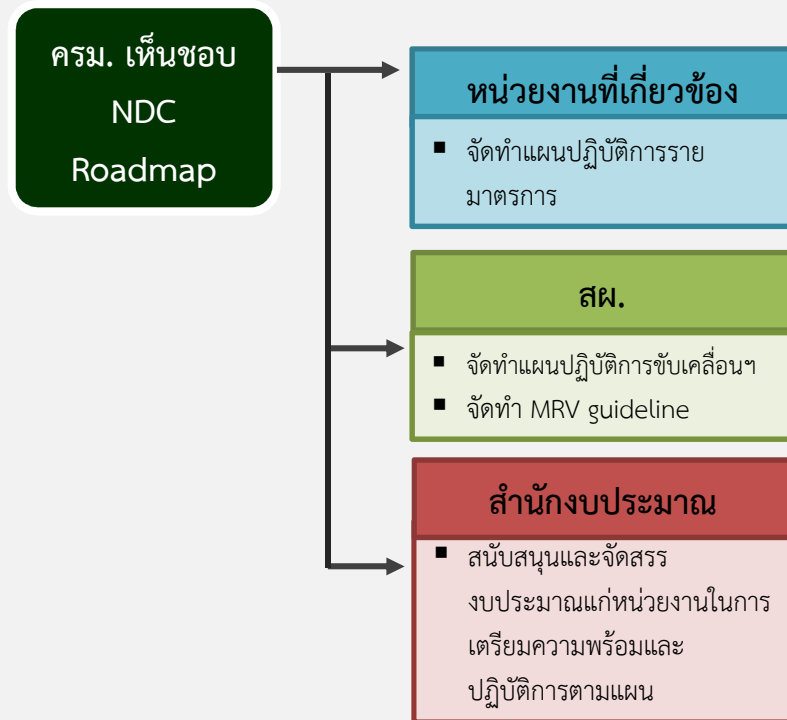 ครม. เห็นชอบ
NDC
Roadmap
หน่วยงานที่เกี่ยวข้อง
▪ จัดทำแผนปฏิบัติการราย
มาตรการ
สผ.
▪ จัดทำแผนปฏิบัติการขับเคลื่อนฯ
▪ จัดทำ MRV guideline
สำนักงบประมาณ
▪ สนับสนุนและจัดสรร
งบประมาณแก่หน่วยงานในการ
เตรียมความพร้อมและ
ปฏิบัติการตามแผน